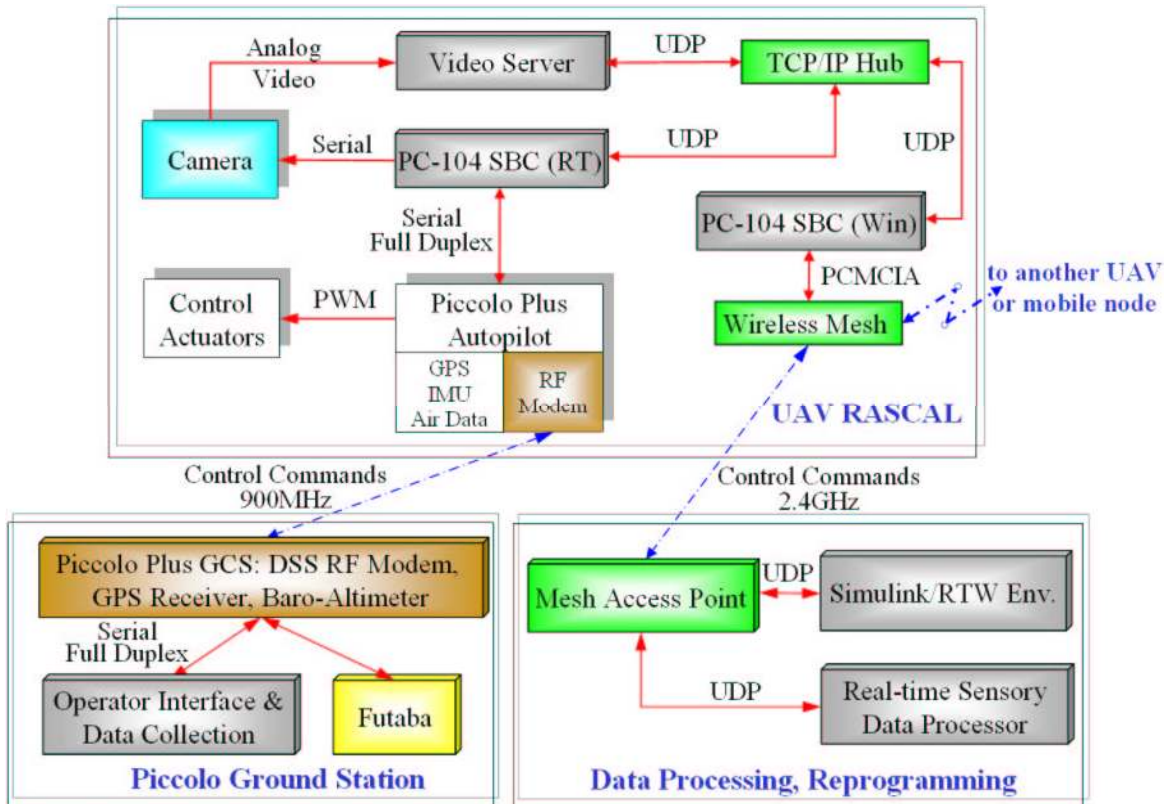 Analog
Video
Video Server
UDP
TCP/IP Hub
Camera
Serial
PC-104 SBC (RT)
UDP
UDP
PC-104 SBC (Win)
Serial
Full Duplex
PCMCIA
to another UAV
or mobile node
Control
Actuators
PWM
Piccolo Plus
Autopilot
Wireless Mesh
GPS
IMU
Air Data
RF
Modem
UAV RASCAL
Control Commands
900MHz
Control Commands
2.4GHz
Piccolo Plus GCS: DSS RF Modem,
GPS Receiver, Baro-Altimeter
Serial
Full Duplex
Operator Interface &
Data Collection
Futaba
Piccolo Ground Station
Mesh Access Point
UDP
Simulink/RTW Env.
UDP
Real-time Sensory
Data Processor
Data Processing, Reprogramming